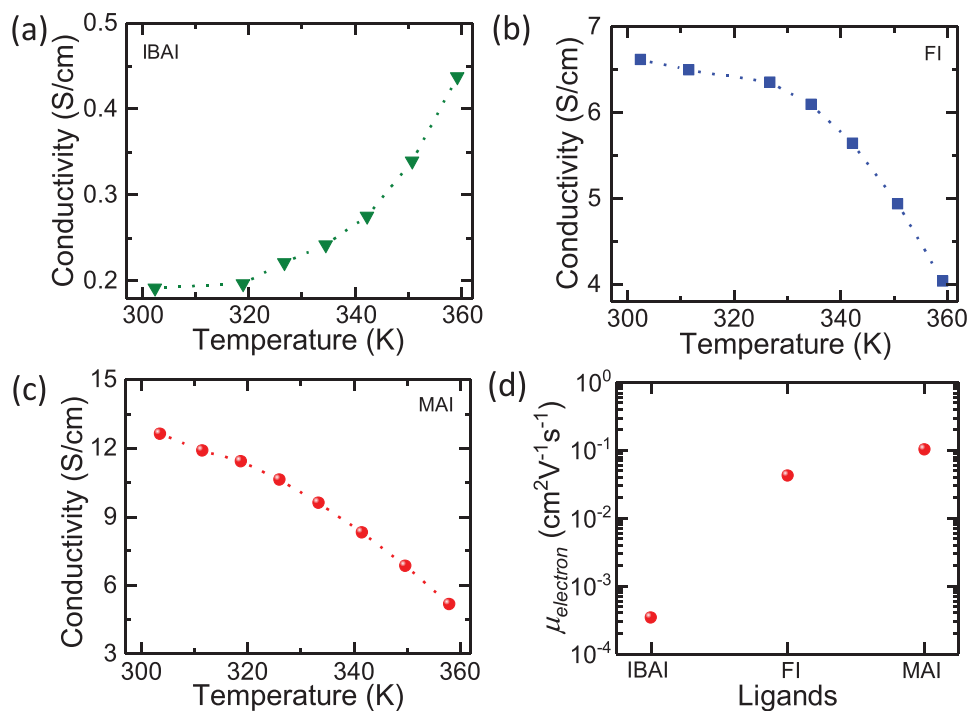 (a)
IBAI
Conductivity (S/cm)
0.5
0.4
0.3
0.2
300 320 340 360
Temperature (K)
(b)
FI
Conductivity (S/cm)
7
6
5
4
300 320 340 360
Temperature (K)
(c)
MAI
Conductivity (S/cm)
15
12
9
6
3
300 320 340 360
Temperature (K)
(d)
μelectron (cm²V⁻¹s⁻¹)
10⁰
10⁻¹
10⁻²
10⁻³
10⁻⁴
IBAI FI MAI
Ligands